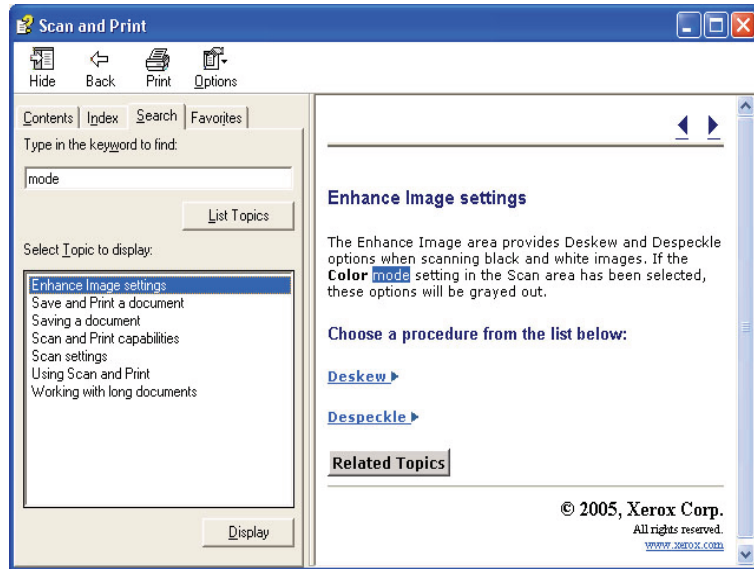 Scan and Print
Hide Back Print Options
Contents Index Search Favorites
Type in the keyword to find:
mode
List Topics
Select Topic to display:
Enhance Image settings
Save and Print a document
Saving a document
Scan and Print capabilities
Scan settings
Using Scan and Print
Working with long documents
Display
Enhance Image settings
The Enhance Image area provides Deskew and Despeckle
options when scanning black and white images. If the
Color mode setting in the Scan area has been selected,
these options will be grayed out.
Choose a procedure from the list below:
Deskew
Despeckle
Related Topics
© 2005, Xerox Corp.
All rights reserved.
www.xerox.com